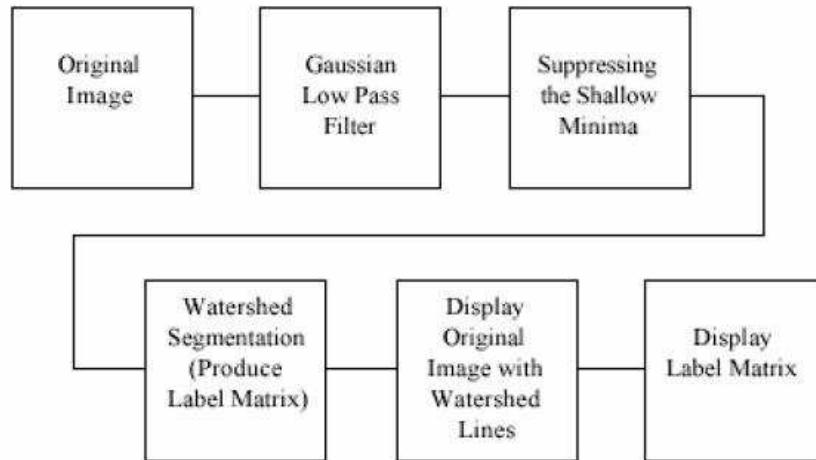 Original
Image
Gaussian
Low Pass
Filter
Suppressing
the Shallow
Minima
Watershed
Segmentation
(Produce
Label Matrix)
Display
Original
Image with
Watershed
Lines
Display
Label Matrix